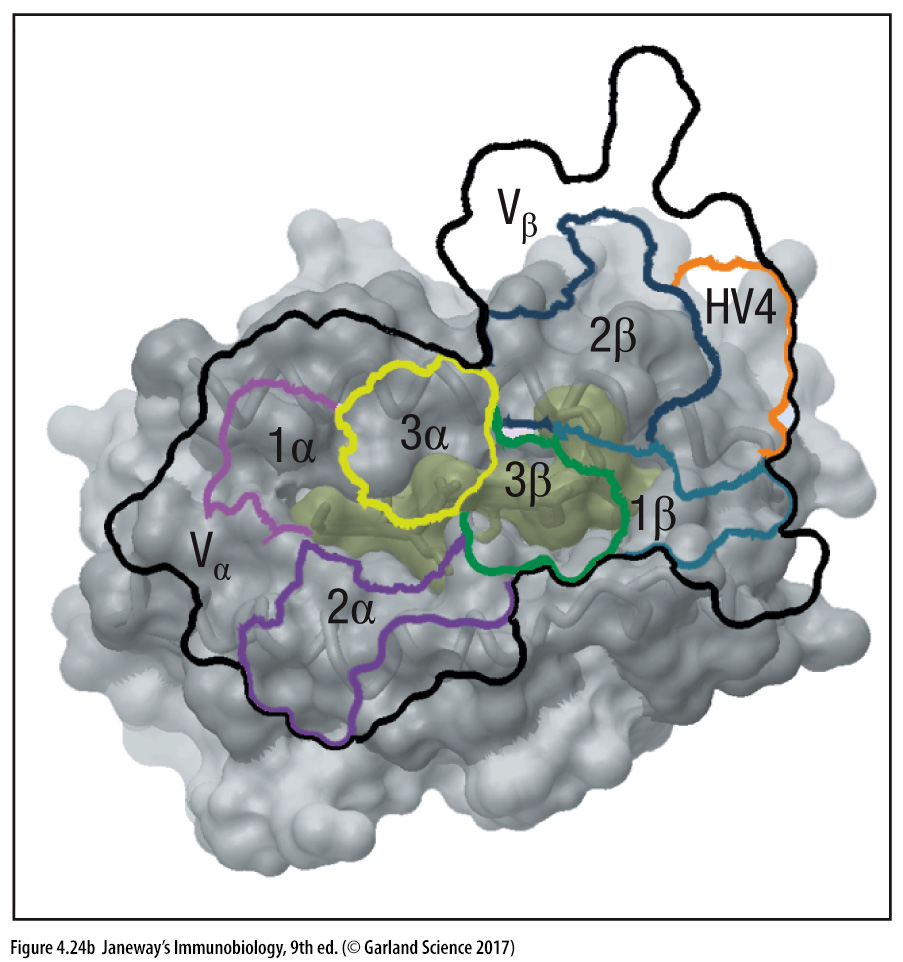 Vβ
HV4
2β
3α
1α
3β
1β
Vα
2α
Figure 4.24b Janeway's Immunobiology, 9th ed. (© Garland Science 2017)